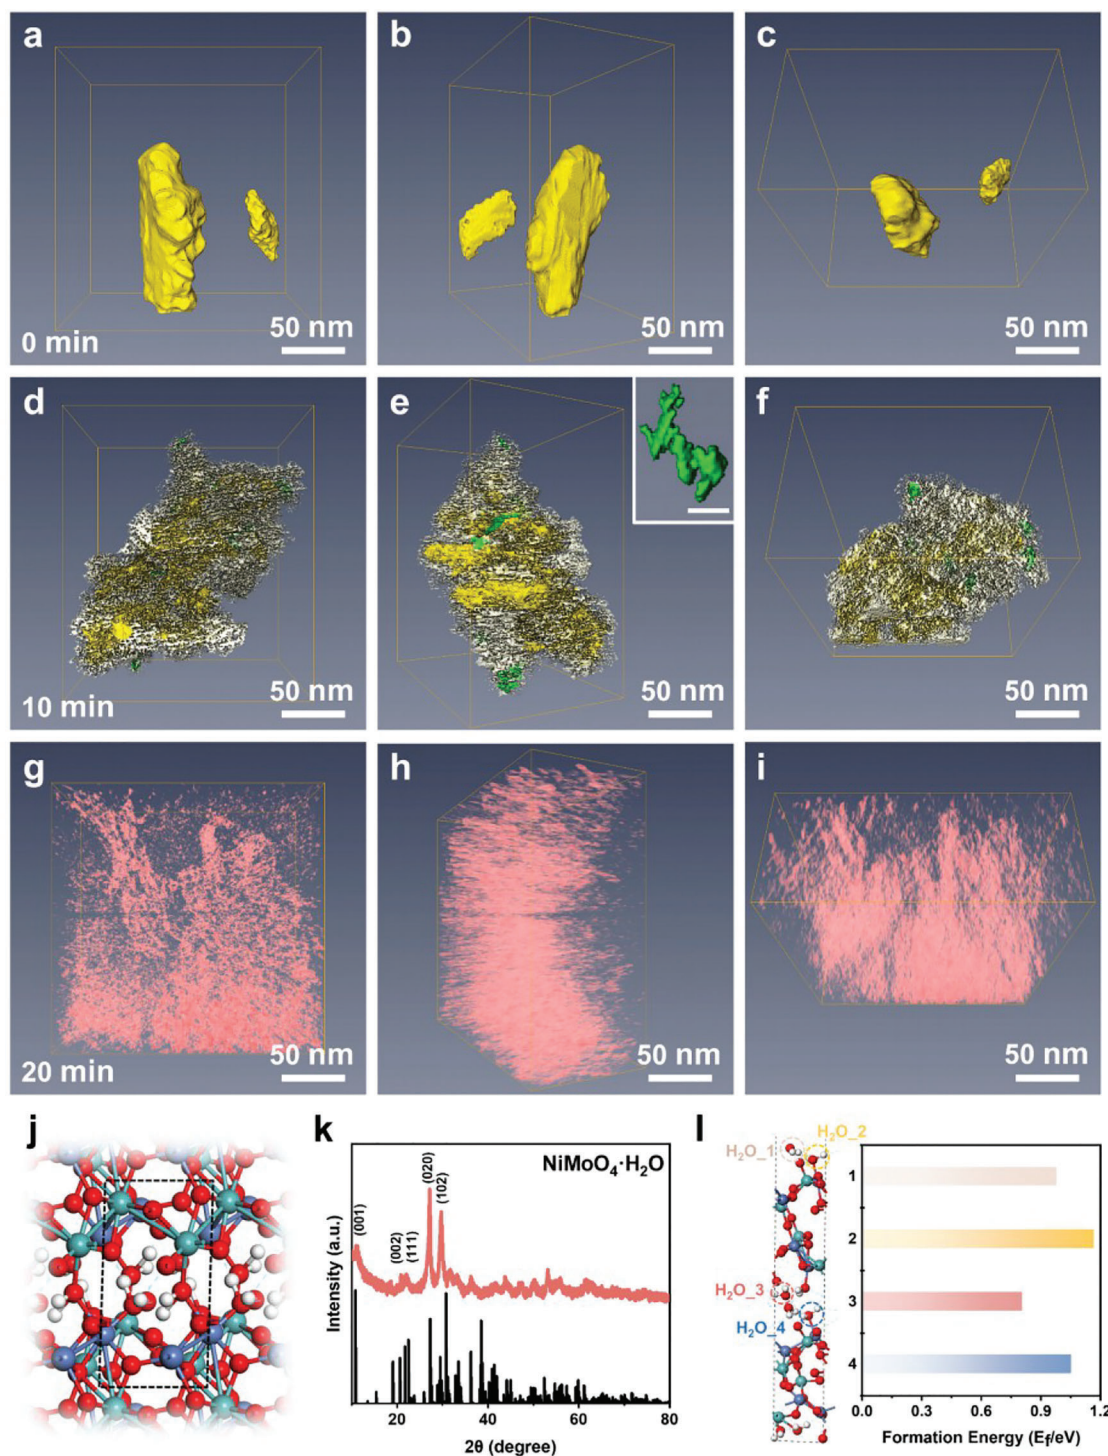 a
b
c
0 min
50 nm
50 nm
50 nm
d
e
f
10 min
50 nm
50 nm
50 nm
g
h
i
20 min
50 nm
50 nm
50 nm
j
k
l
NiMoO₄·H₂O
(001)
(002)
(111)
(020)
(102)
Intensity (a.u.)
20
40
60
80
2θ (degree)
H₂O_1
H₂O_2
H₂O_3
H₂O_4
1
2
3
4
0.0
0.3
0.6
0.9
1.2
Formation Energy (Ef/eV)